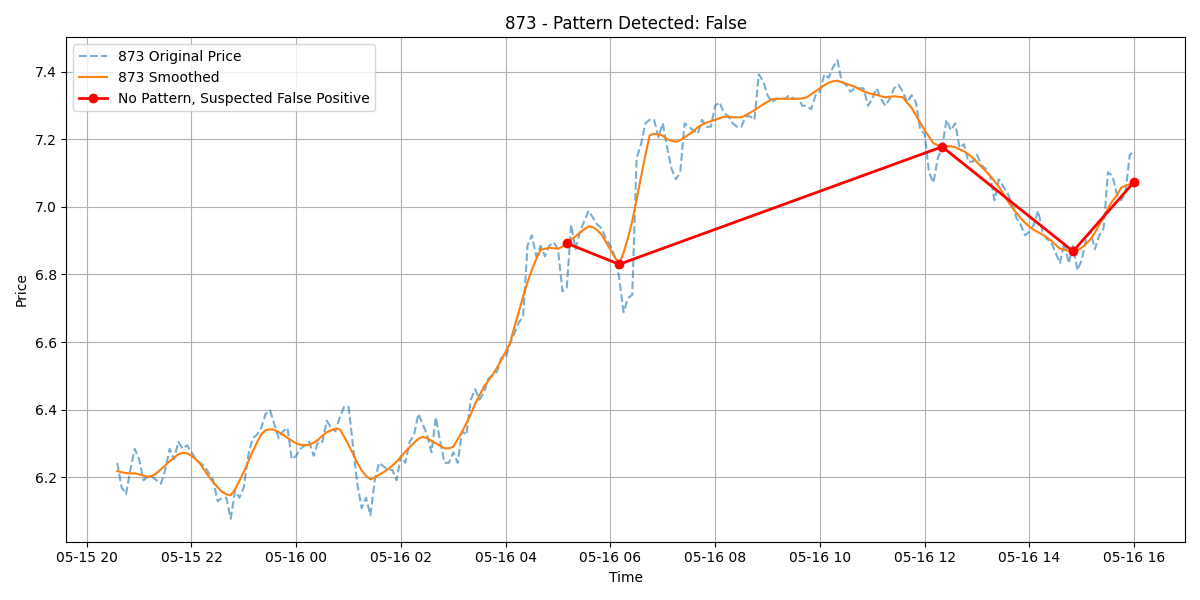 873 - Pattern Detected: False
873 Original Price
873 Smoothed
No Pattern, Suspected False Positive
Price
7.4
7.2
7.0
6.8
6.6
6.4
6.2
05-15 20 05-15 22 05-16 00 05-16 02 05-16 04 05-16 06 05-16 08 05-16 10 05-16 12 05-16 14 05-16 16
Time